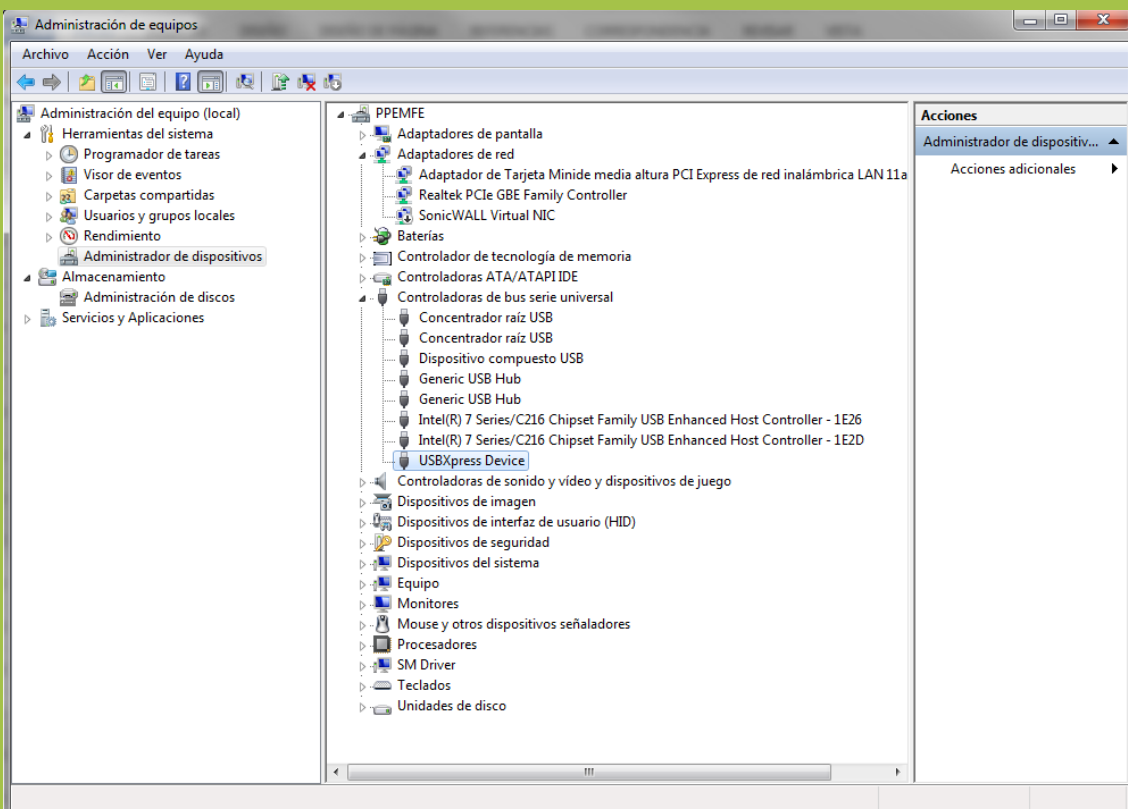 Administración de equipos
Archivo Acción Ver Ayuda
Administración del equipo (local)
Herramientas del sistema
Programador de tareas
Visor de eventos
Carpetas compartidas
Usuarios y grupos locales
Rendimiento
Administrador de dispositivos
Almacenamiento
Administración de discos
Servicios y Aplicaciones
PPEMFE
Adaptadores de pantalla
Adaptadores de red
Adaptador de Tarjeta Minide media altura PCI Express de red inalámbrica LAN 11a
Realtek PCIe GBE Family Controller
SonicWALL Virtual NIC
Baterías
Controlador de tecnología de memoria
Controladoras ATA/ATAPI IDE
Controladoras de bus serie universal
Concentrador raíz USB
Concentrador raíz USB
Dispositivo compuesto USB
Generic USB Hub
Generic USB Hub
Intel(R) 7 Series/C216 Chipset Family USB Enhanced Host Controller - 1E26
Intel(R) 7 Series/C216 Chipset Family USB Enhanced Host Controller - 1E2D
USBXpress Device
Controladoras de sonido y vídeo y dispositivos de juego
Dispositivos de imagen
Dispositivos de interfaz de usuario (HID)
Dispositivos de seguridad
Dispositivos del sistema
Equipo
Monitores
Mouse y otros dispositivos señaladores
Procesadores
SM Driver
Teclados
Unidades de disco
Acciones
Administrador de dispositiv...
Acciones adicionales